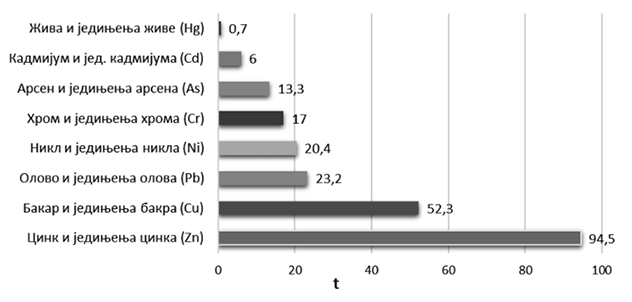 Жива и једињења живе (Hg) 0,7
Кадмијум и јед. кадмијума (Cd) 6
Арсен и једињења арсена (As) 13,3
Хром и једињења хрома (Cr) 17
Никл и једињења никла (Ni) 20,4
Олово и једињења олова (Pb) 23,2
Бакар и једињења бакра (Cu) 52,3
Цинк и једињења цинка (Zn) 94,5
0 20 40 60 80 100
t